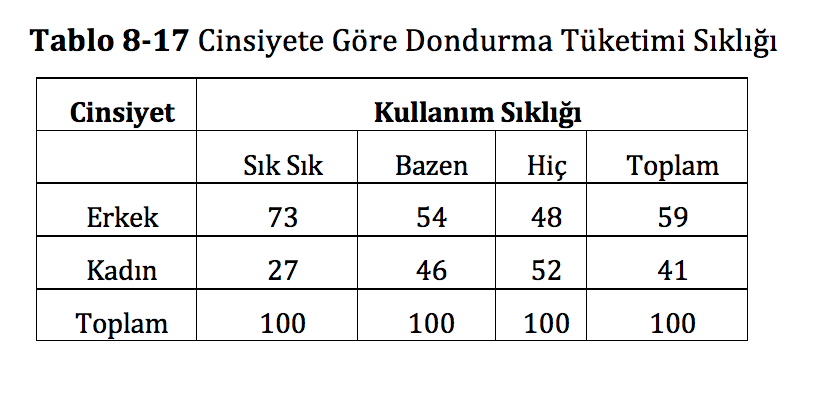 Tablo 8-17 Cinsiyete Göre Dondurma Tüketimi Sıklığı
Cinsiyet Kullanım Sıklığı
Sık Sık Bazen Hiç Toplam
Erkek 73 54 48 59
Kadın 27 46 52 41
Toplam 100 100 100 100